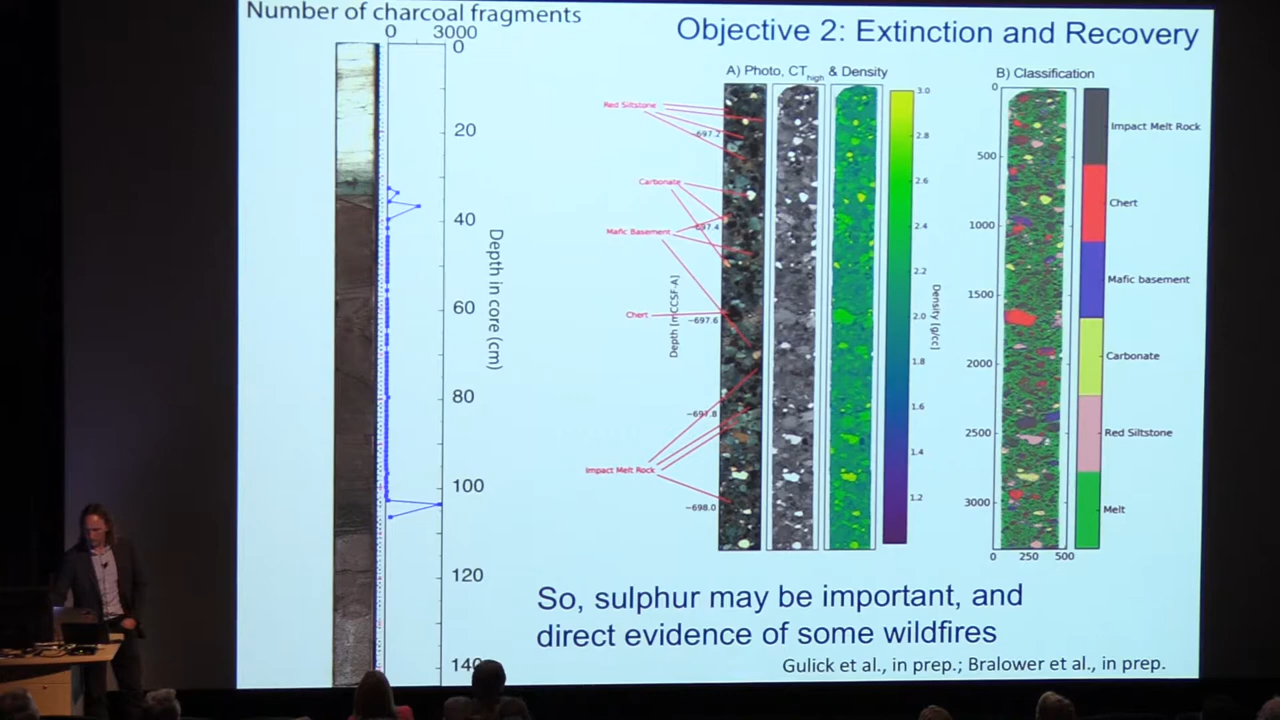 Number of charcoal fragments
0 3000
0
20
40
60
80
100
120
140
Depth in core (cm)
Objective 2: Extinction and Recovery
A) Photo, CThigh & Density
Red Siltstone
Carbonate
Mafic Basement
Chert
Impact Melt Rock
Depth [mCCSF-A]
−697.2
−697.4
−697.6
−697.8
−698.0
3.0
2.8
2.6
2.4
2.2
2.0
1.8
1.6
1.4
1.2
Density [g/cc]
B) Classification
0
500
1000
1500
2000
2500
3000
0 250 500
Impact Melt Rock
Chert
Mafic basement
Carbonate
Red Siltstone
Melt
So, sulphur may be important, and
direct evidence of some wildfires
Gulick et al., in prep.; Bralower et al., in prep.